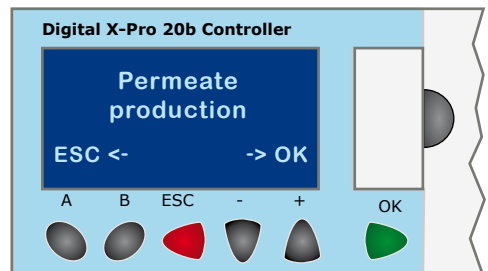 Digital X-Pro 20b Controller
Permeate
production
ESC <- -> OK
A B ESC - + OK